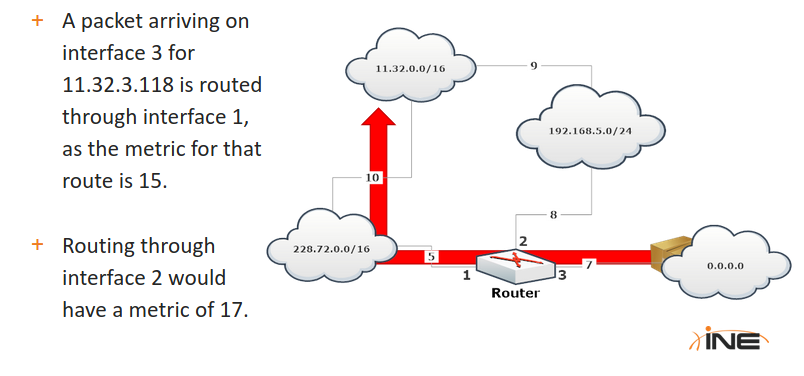 + A packet arriving on
interface 3 for
11.32.3.118 is routed
through interface 1,
as the metric for that
route is 15.
+ Routing through
interface 2 would
have a metric of 17.
11.32.0.0/16
9
192.168.5.0/24
10
8
228.72.0.0/16
5
2
7
0.0.0.0
1
3
Router
INE